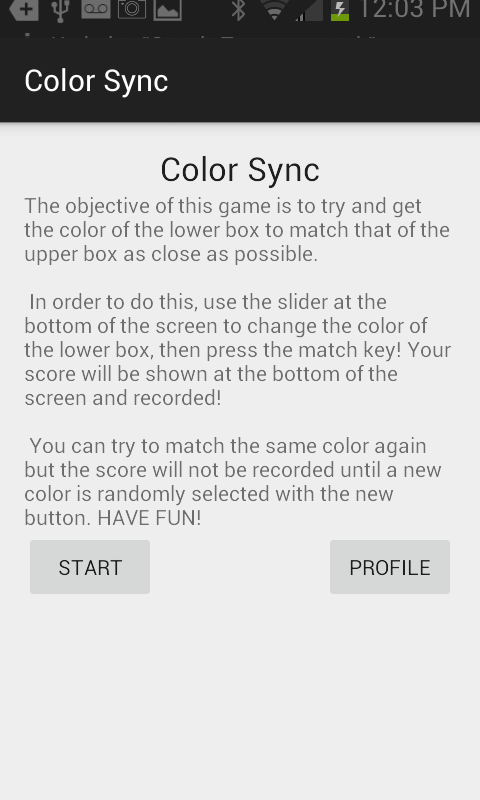 12:03 PM
Color Sync
Color Sync
The objective of this game is to try and get
the color of the lower box to match that of the
upper box as close as possible.
In order to do this, use the slider at the
bottom of the screen to change the color of
the lower box, then press the match key! Your
score will be shown at the bottom of the
screen and recorded!
You can try to match the same color again
but the score will not be recorded until a new
color is randomly selected with the new
button. HAVE FUN!
START
PROFILE